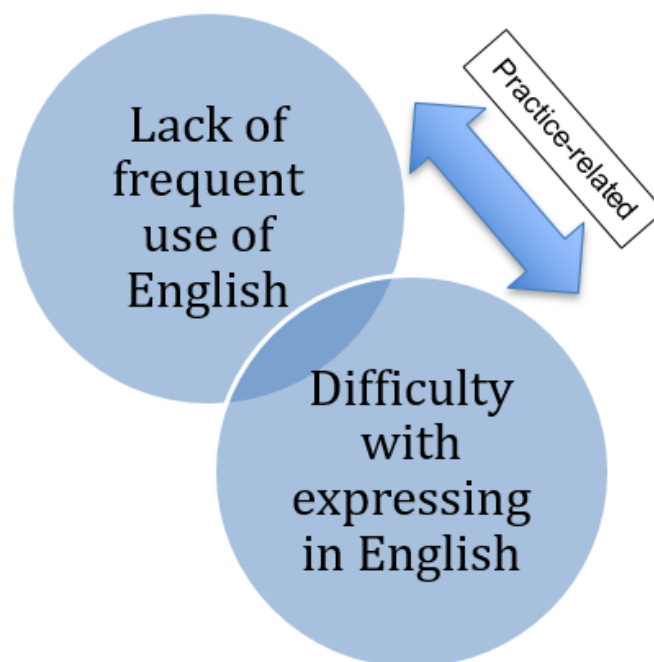 Lack of
frequent
use of
English
Practice-related
Difficulty
with
expressing
in English